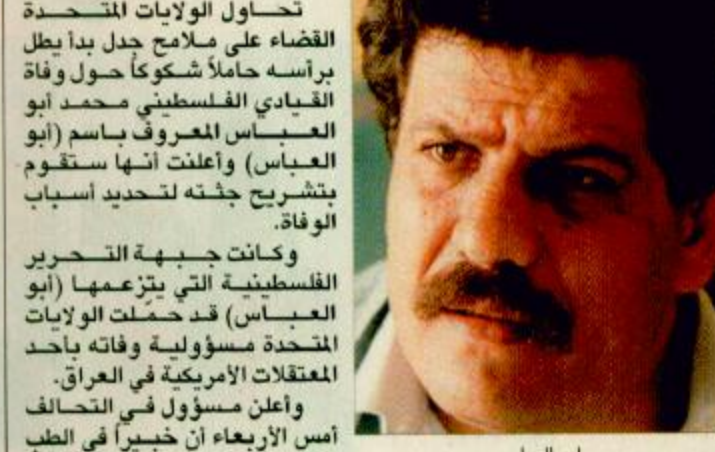 تحاول الولايات المتحدة
القضاء على ملامح جدل بدأ يطل
برأسه حاملاً شكوكاً حول وفاة
القيادي الفلسطيني محمد أبو
العباس المعروف باسم (أبو
العباس) وأعلنت أنها ستقوم
بتشريح جثته لتحديد أسباب
الوفاة.
وكانت جبهة التحرير
الفلسطينية التي يتزعمها (أبو
العباس) قد حمّلت الولايات
المتحدة مسؤولية وفاته بأحد
المعتقلات الأمريكية في العراق.
وأعلن مسؤول في التحالف
أمس الأربعاء أن خبيراً في الطب